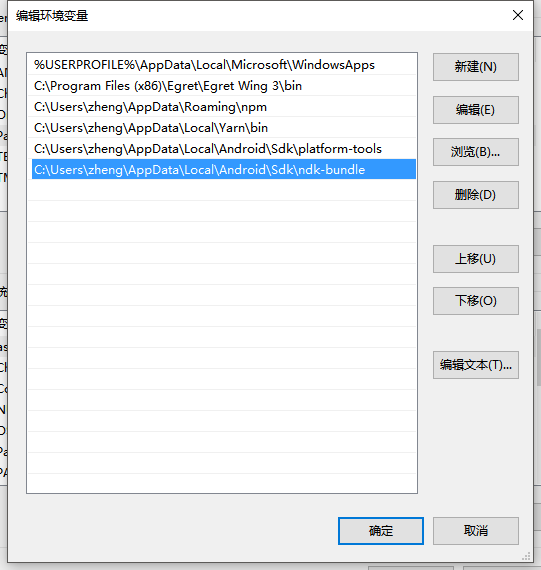 编辑环境变量
%USERPROFILE%\AppData\Local\Microsoft\WindowsApps
C:\Program Files (x86)\Egret\Egret Wing 3\bin
C:\Users\zheng\AppData\Roaming\npm
C:\Users\zheng\AppData\Local\Yarn\bin
C:\Users\zheng\AppData\Local\Android\Sdk\platform-tools
C:\Users\zheng\AppData\Local\Android\Sdk\ndk-bundle
新建(N)
编辑(E)
浏览(B)...
删除(D)
上移(U)
下移(O)
编辑文本(T)...
确定
取消